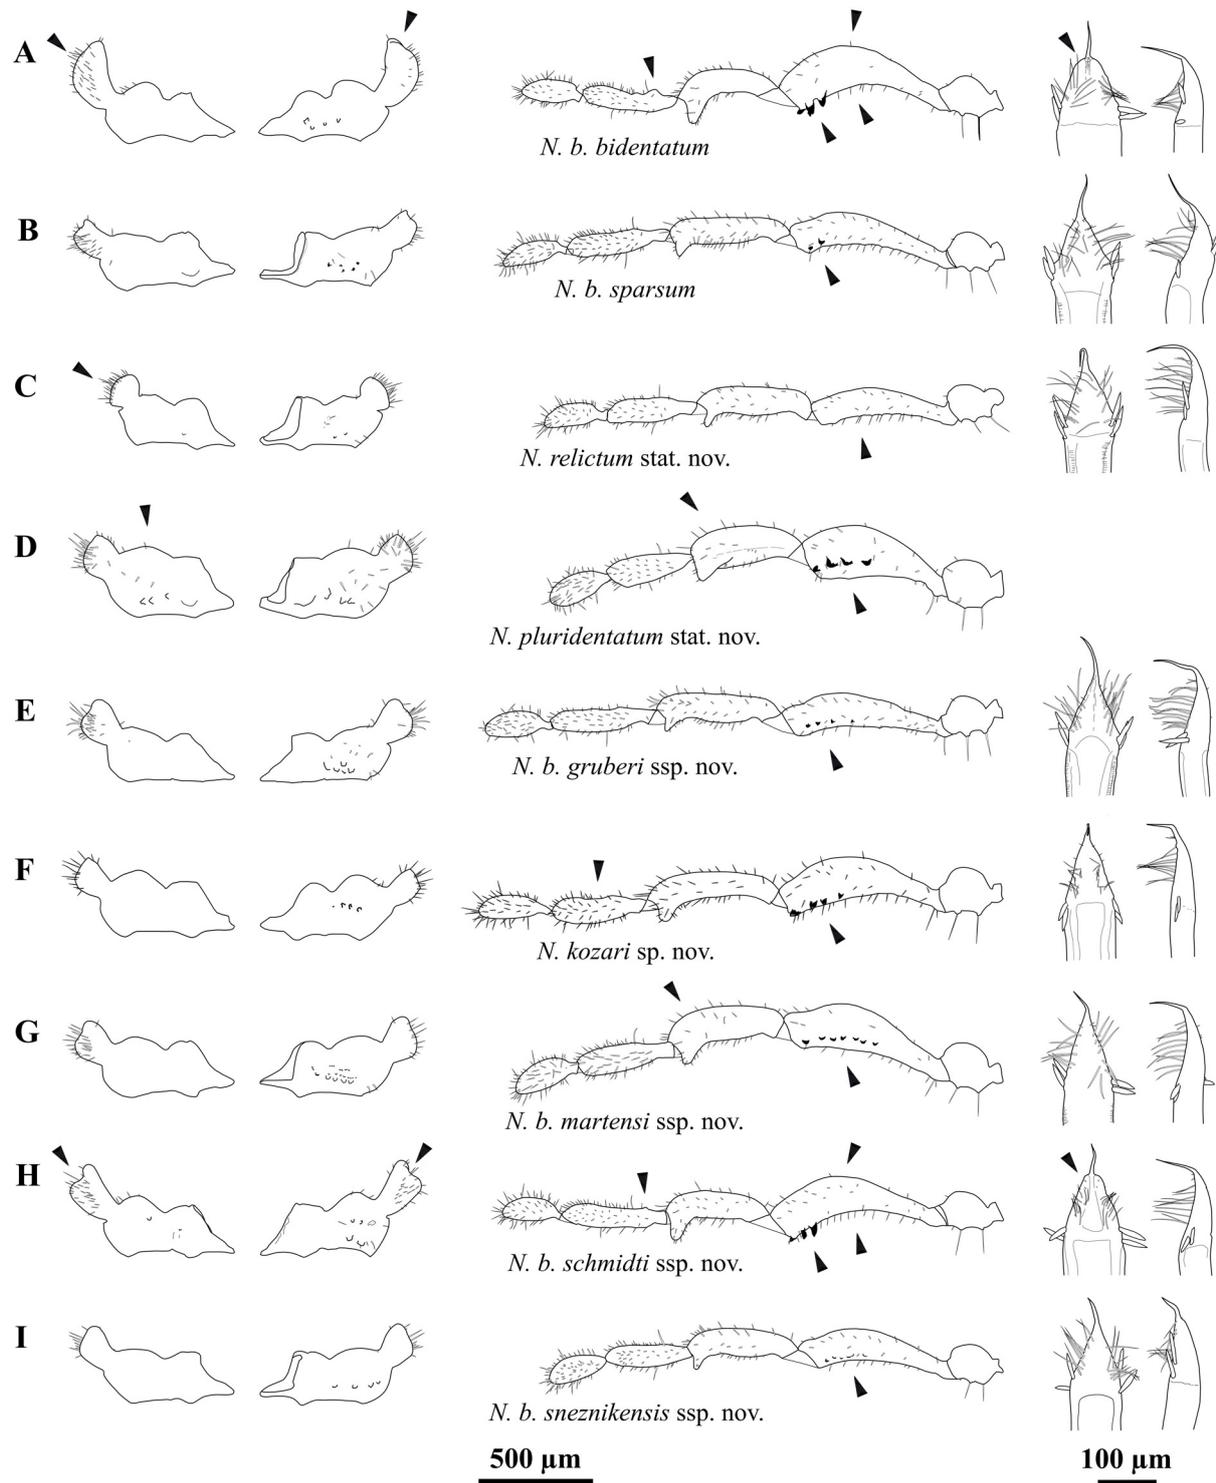 A
N. b. bidentatum
B
N. b. sparsum
C
N. relictum stat. nov.
D
N. pluridentatum stat. nov.
E
N. b. gruberi ssp. nov.
F
N. kozari sp. nov.
G
N. b. martensi ssp. nov.
H
N. b. schmidti ssp. nov.
I
N. b. sneznikensis ssp. nov.
500 µm
100 µm